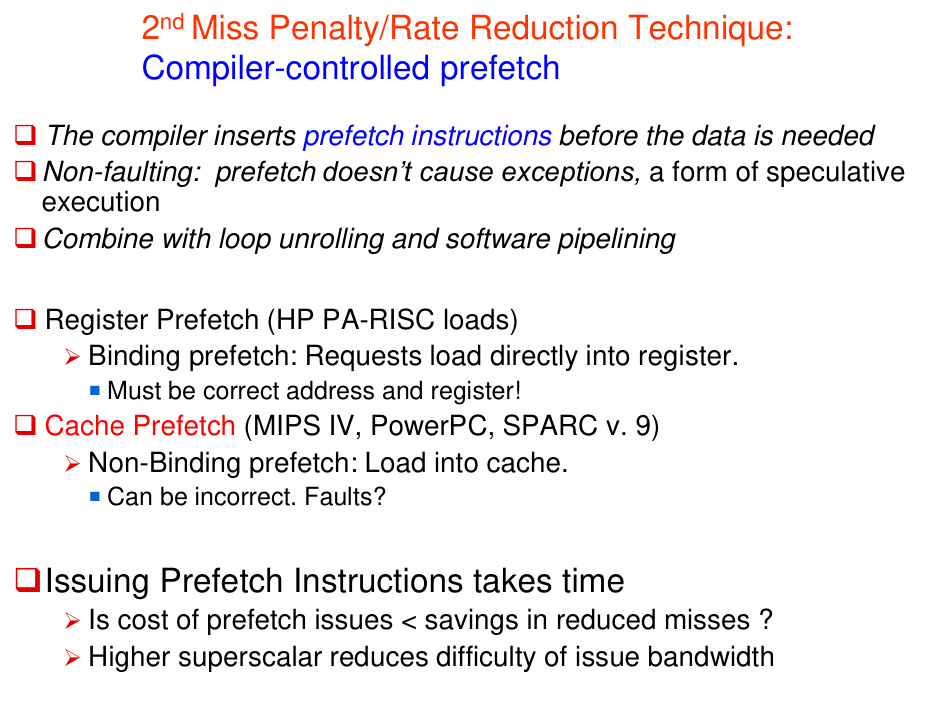 2nd Miss Penalty/Rate Reduction Technique:
Compiler-controlled prefetch
❑ The compiler inserts prefetch instructions before the data is needed
❑ Non-faulting: prefetch doesn’t cause exceptions, a form of speculative
execution
❑ Combine with loop unrolling and software pipelining
❑ Register Prefetch (HP PA-RISC loads)
➢ Binding prefetch: Requests load directly into register.
▪ Must be correct address and register!
❑ Cache Prefetch (MIPS IV, PowerPC, SPARC v. 9)
➢ Non-Binding prefetch: Load into cache.
▪ Can be incorrect. Faults?
❑ Issuing Prefetch Instructions takes time
➢ Is cost of prefetch issues < savings in reduced misses ?
➢ Higher superscalar reduces difficulty of issue bandwidth